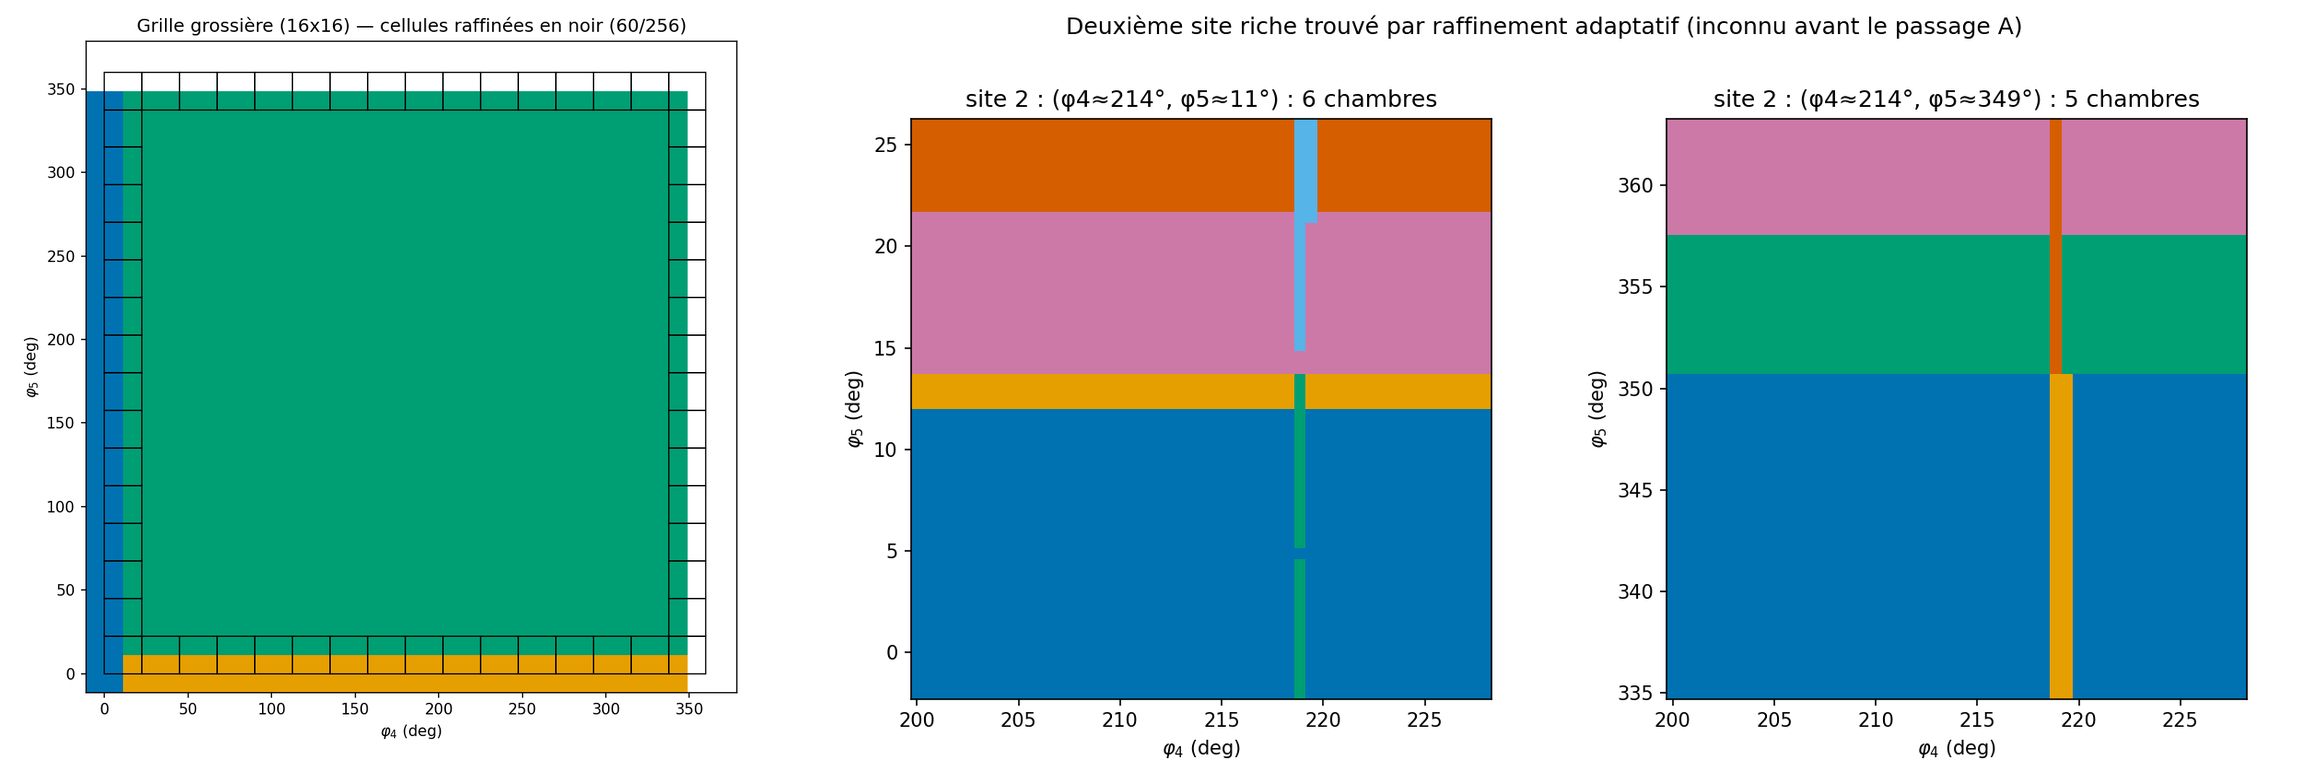 Grille grossière (16x16) — cellules raffinées en noir (60/256)
φ5 (deg)
350
300
250
200
150
100
50
0
0 50 100 150 200 250 300 350
φ4 (deg)
Deuxième site riche trouvé par raffinement adaptatif (inconnu avant le passage A)
site 2 : (φ4≈214°, φ5≈11°) : 6 chambres
φ5 (deg)
25
20
15
10
5
0
200 205 210 215 220 225
φ4 (deg)
site 2 : (φ4≈214°, φ5≈349°) : 5 chambres
φ5 (deg)
360
355
350
345
340
335
200 205 210 215 220 225
φ4 (deg)